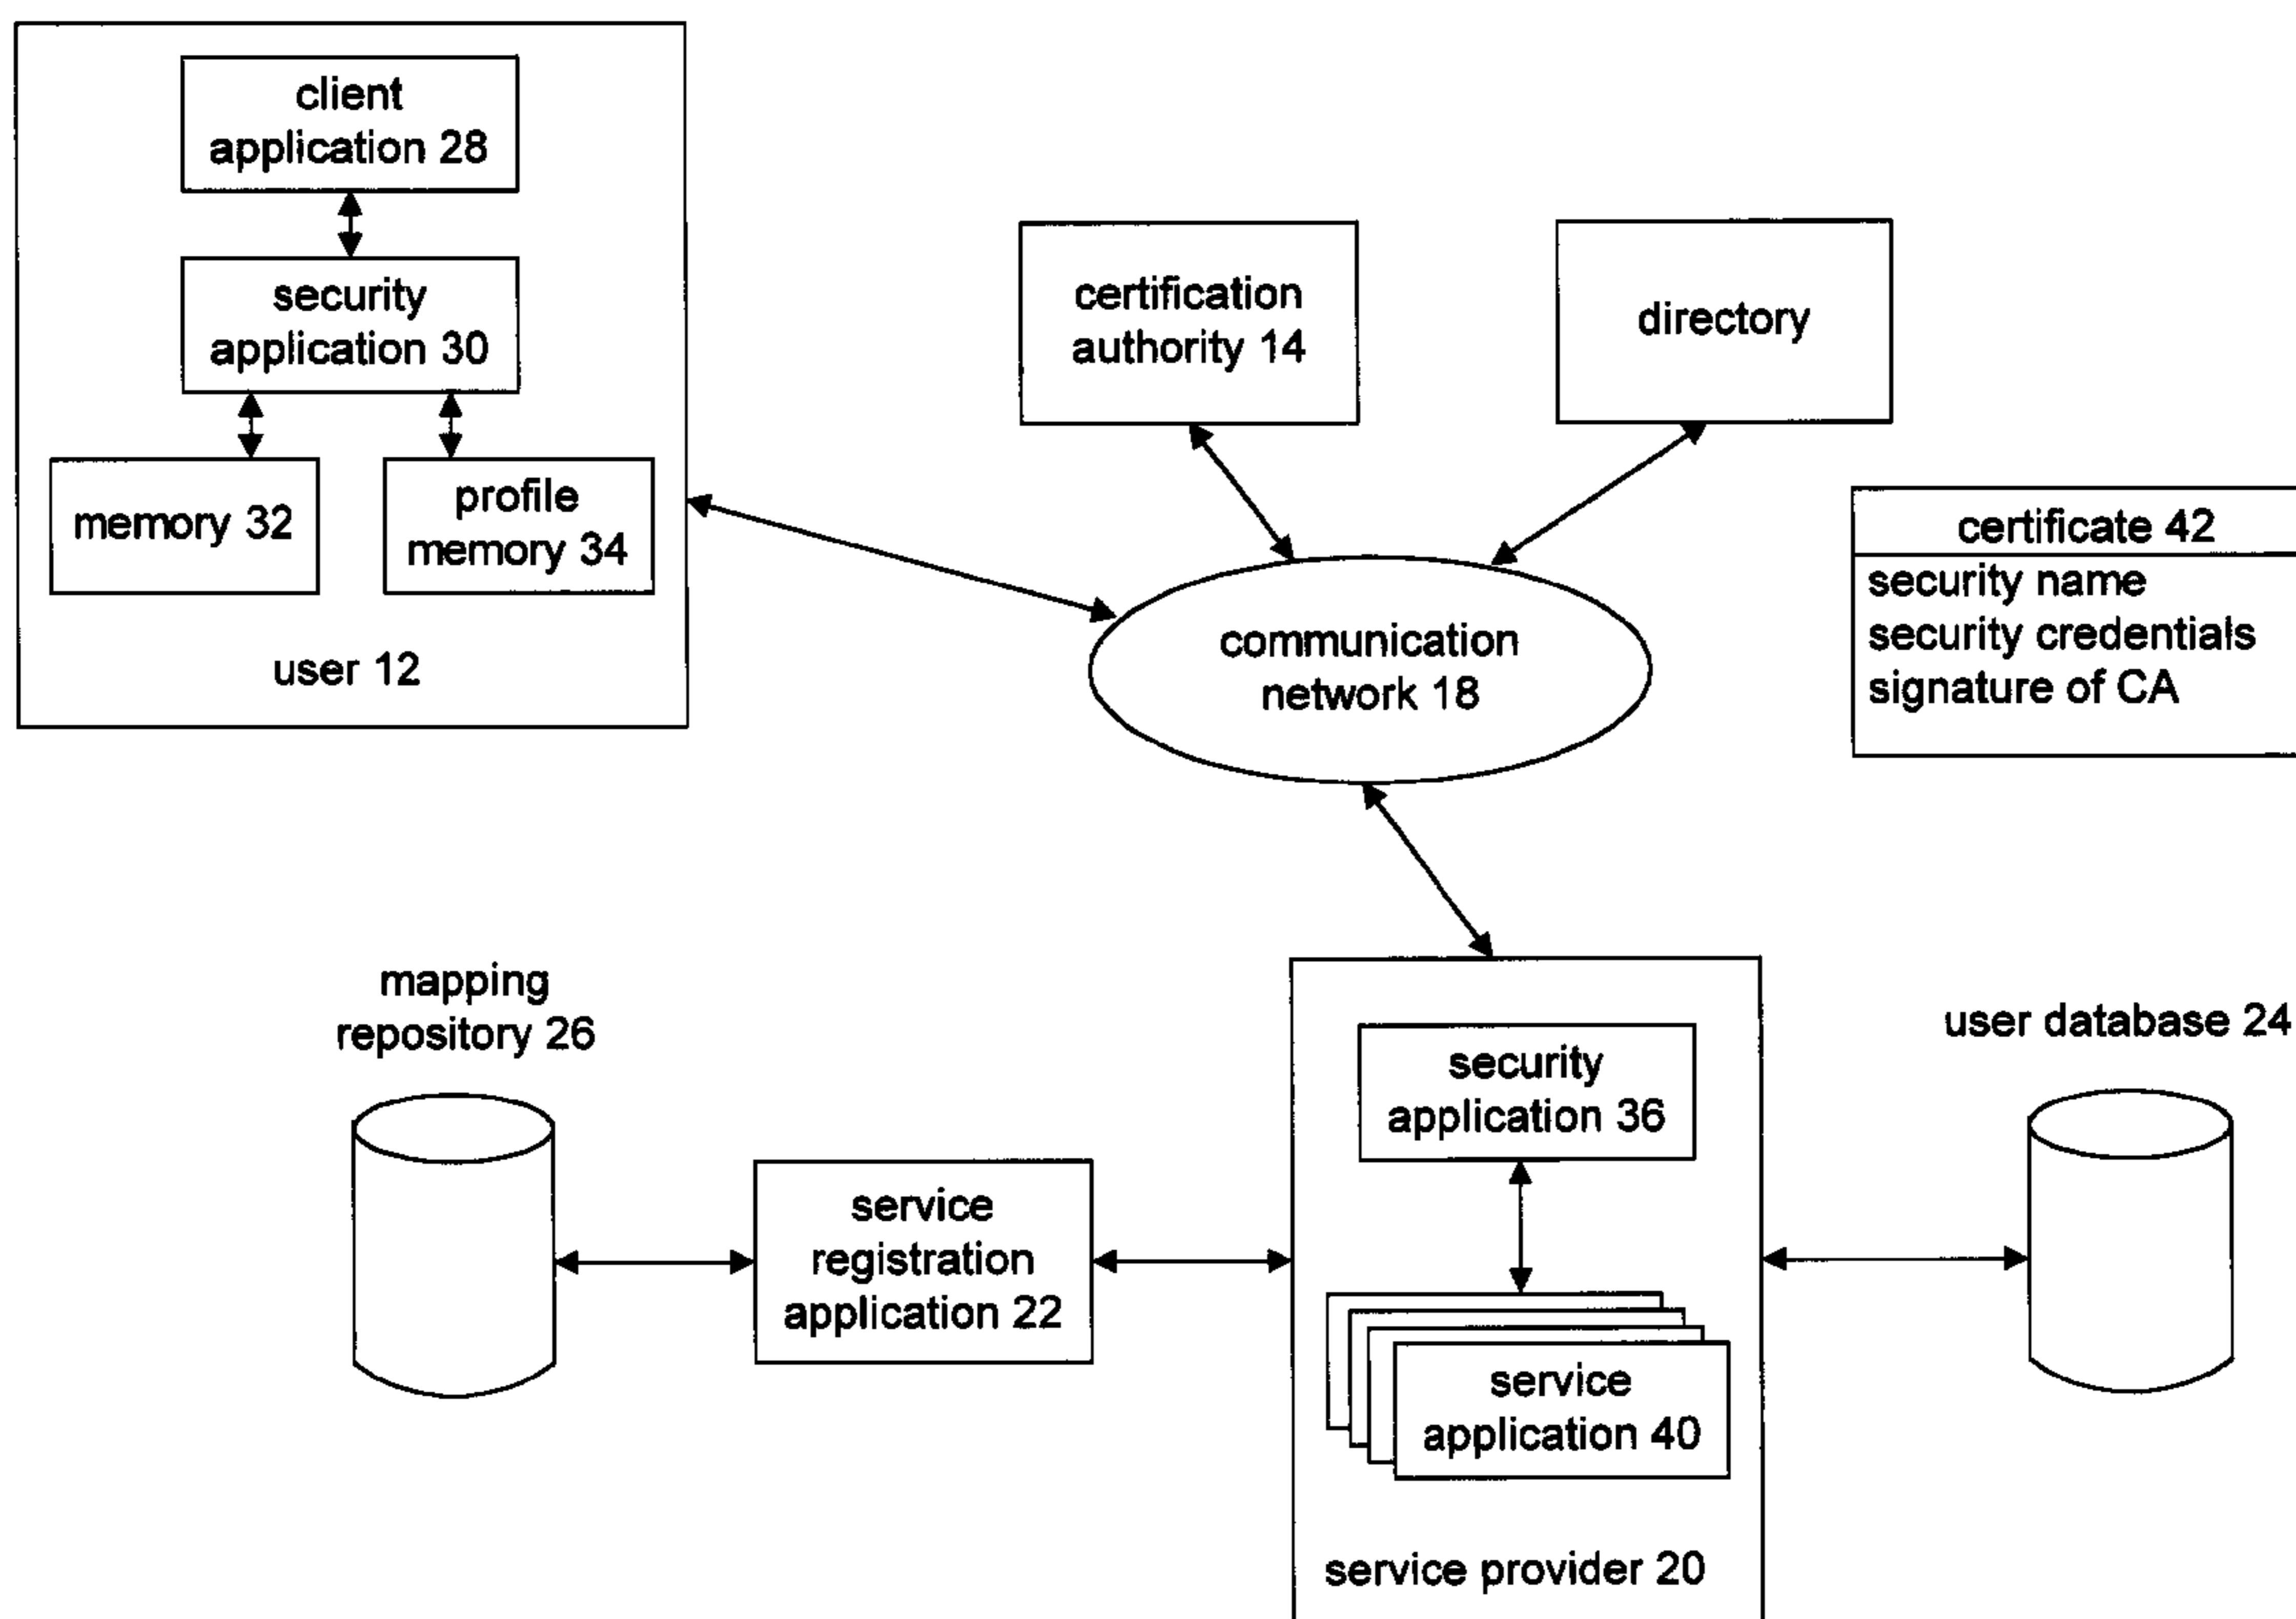 client
application 28
security
application 30
memory 32
profile
memory 34
user 12
certification
authority 14
directory
communication
network 18
certificate 42
security name
security credentials
signature of CA
mapping
repository 26
service
registration
application 22
security
application 36
service
application 40
service provider 20
user database 24